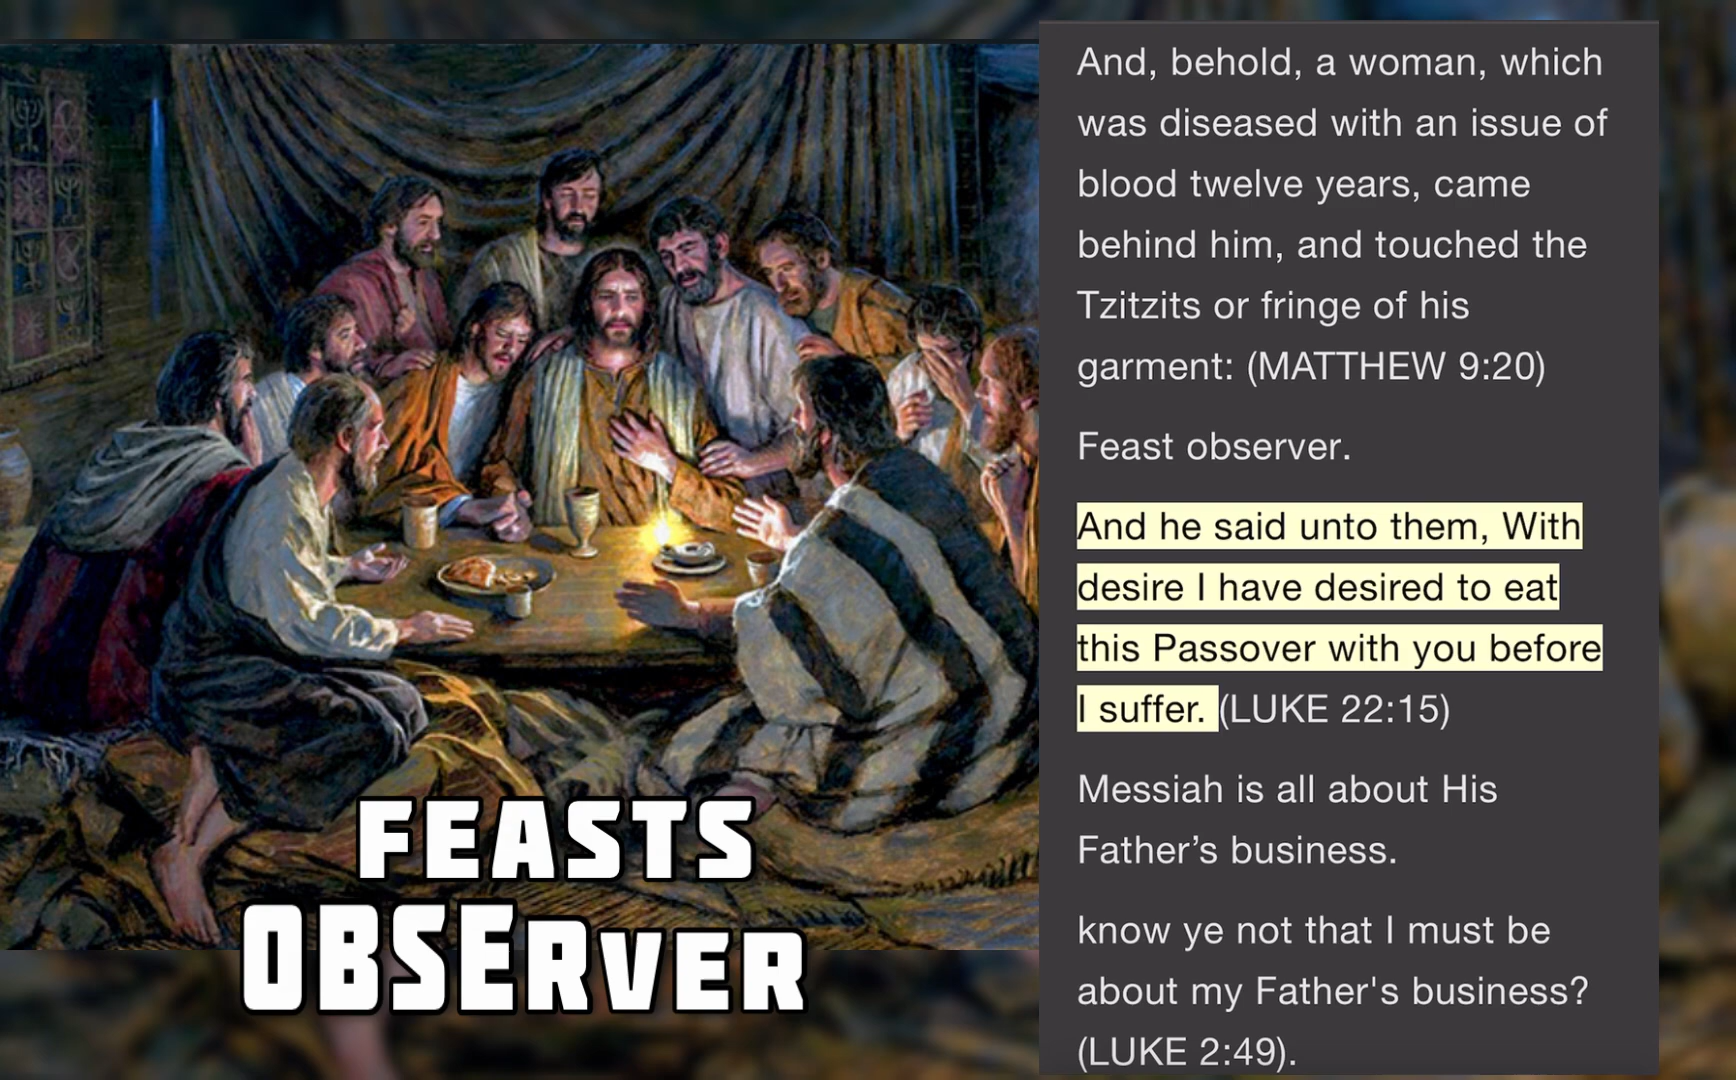 And, behold, a woman, which
was diseased with an issue of
blood twelve years, came
behind him, and touched the
Tzitzits or fringe of his
garment: (MATTHEW 9:20)
Feast observer.
And he said unto them, With
desire I have desired to eat
this Passover with you before
I suffer. (LUKE 22:15)
Messiah is all about His
Father’s business.
know ye not that I must be
about my Father's business?
(LUKE 2:49).
FEASTS
OBSERVER